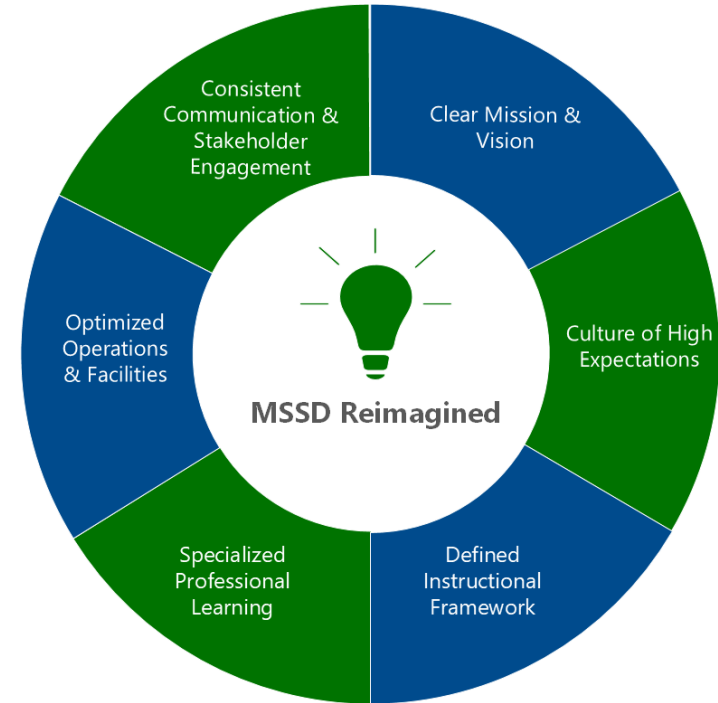 Consistent
Communication &
Stakeholder
Engagement
Clear Mission &
Vision
Optimized
Operations
& Facilities
Culture of High
Expectations
MSSD Reimagined
Specialized
Professional
Learning
Defined
Instructional
Framework